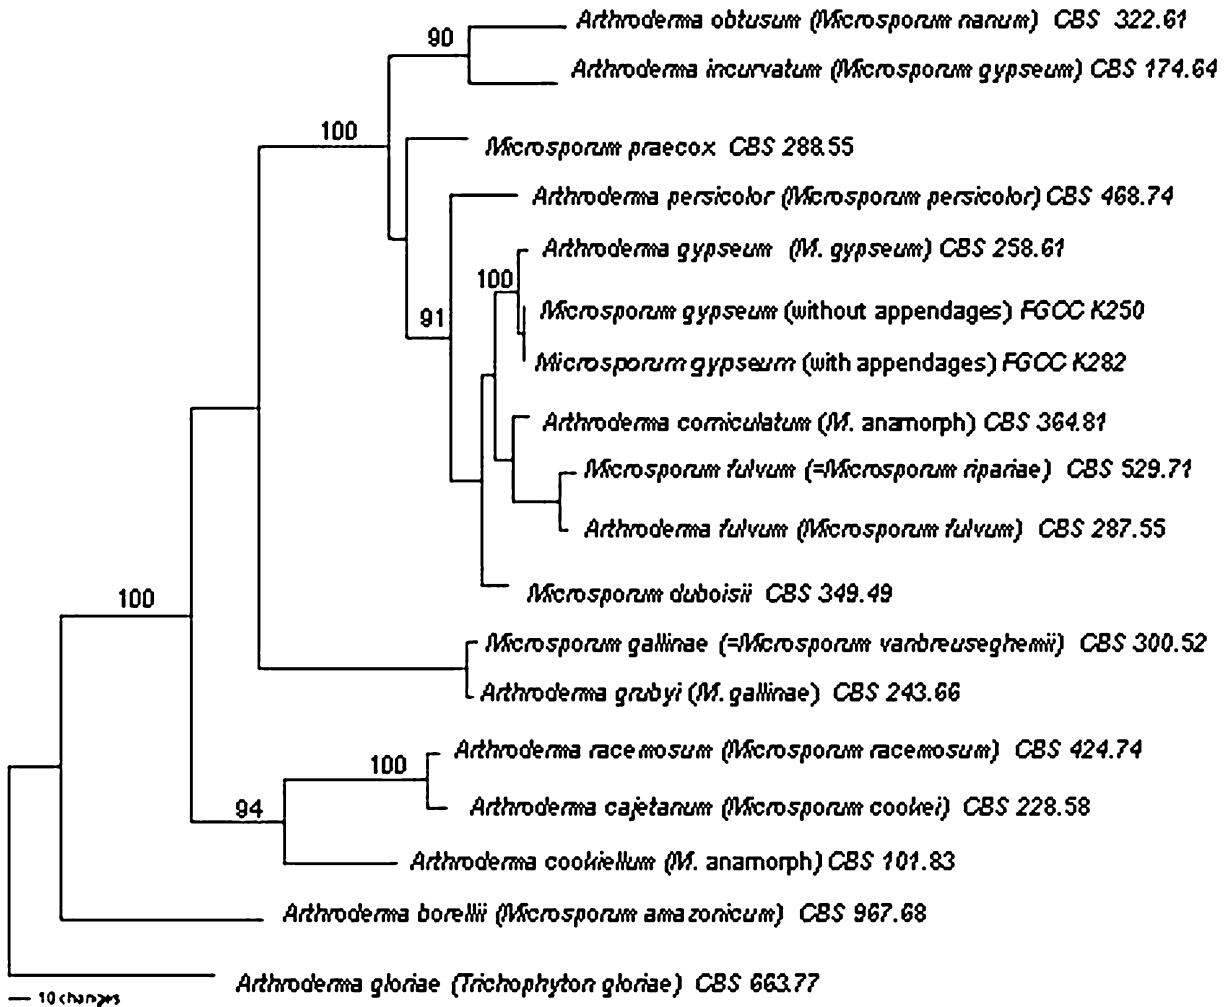 90
Arthroderma obtusum (Microsporum nanum) CBS 322.61
Arthroderma incurvatum (Microsporum gypseum) CBS 174.64
100
Microsporum praecox CBS 288.55
Arthroderma persicolor (Microsporum persicolor) CBS 468.74
Arthroderma gypseum (M. gypseum) CBS 258.61
100
Microsporum gypseum (without appendages) FGCC K250
91
Microsporum gypseum (with appendages) FGCC K282
Arthroderma corniculatum (M. anamorph) CBS 364.81
Microsporum fulvum (=Microsporum ripariae) CBS 529.71
Arthroderma fulvum (Microsporum fulvum) CBS 287.55
Microsporum duboisii CBS 349.49
100
Microsporum gallinae (=Microsporum vanbreuseghemii) CBS 300.52
Arthroderma grubyi (M. gallinae) CBS 243.66
Arthroderma racemosum (Microsporum racemosum) CBS 424.74
100
Arthroderma cajetanum (Microsporum cookei) CBS 228.58
94
Arthroderma cookiellum (M. anamorph) CBS 101.83
Arthroderma borellii (Microsporum amazonicum) CBS 967.68
Arthroderma gloriae (Trichophyton gloriae) CBS 663.77
10 changes